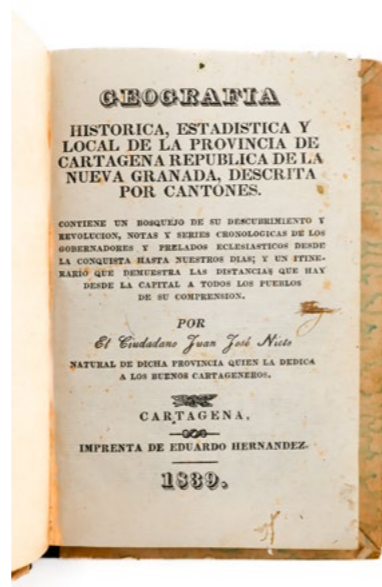 GEOGRAFIA
HISTORICA, ESTADISTICA Y
LOCAL DE LA PROVINCIA DE
CARTAGENA REPUBLICA DE LA
NUEVA GRANADA, DESCRITA
POR CANTONES.
CONTIENE UN BOSQUEJO DE SU DESCUBRIMIENTO Y
REVOLUCION, NOTAS Y SERIES CRONOLOGICAS DE LOS
GOBERNADORES Y PRELADOS ECLESIASTICOS DESDE
LA CONQUISTA HASTA NUESTROS DIAS; Y UN ITINE-
RARIO QUE DEMUESTRA LAS DISTANCIAS QUE HAY
DESDE LA CAPITAL A TODOS LOS PUEBLOS
DE SU COMPRENSION.
POR
El Ciudadano Juan José Nieto
NATURAL DE DICHA PROVINCIA QUIEN LA DEDICA
A LOS BUENOS CARTAGENEROS.
CARTAGENA.
IMPRENTA DE EDUARDO HERNANDEZ.
1839.